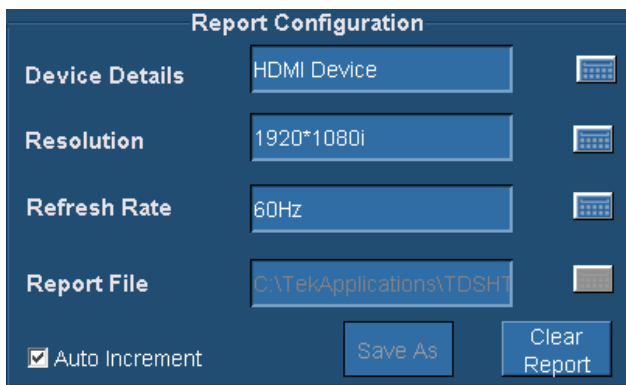 Report Configuration
Device Details HDMI Device
Resolution 1920*1080i
Refresh Rate 60Hz
Report File C:\TekApplications\TDSHT
Auto Increment Save As Clear Report